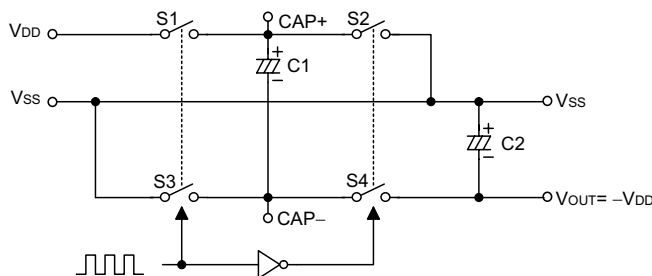 S1 CAP+ S2
VDD
+
C1
−
VSS VSS
+
C2
−
S3 S4
VOUT= −VDD
CAP−